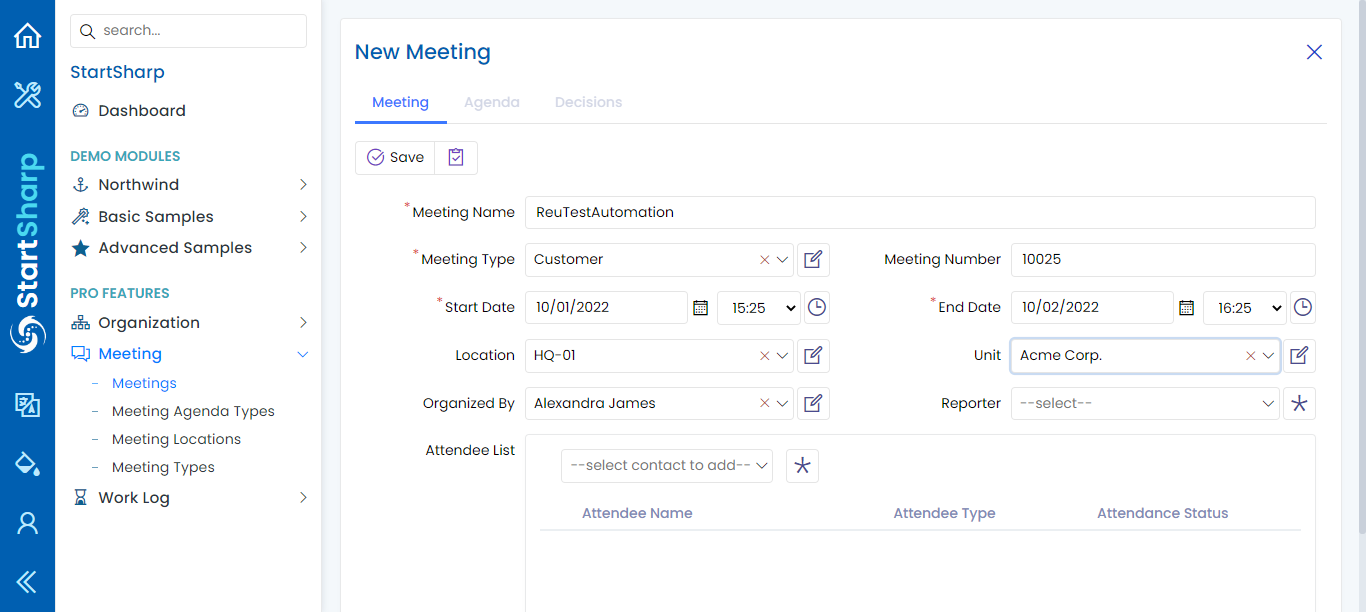 search...
StartSharp
Dashboard
DEMO MODULES
Northwind
Basic Samples
Advanced Samples
PRO FEATURES
Organization
Meeting
- Meetings
- Meeting Agenda Types
- Meeting Locations
- Meeting Types
Work Log
StartSharp
New Meeting
Meeting Agenda Decisions
Save
*Meeting Name ReuTestAutomation
*Meeting Type Customer Meeting Number 10025
*Start Date 10/01/2022 15:25 *End Date 10/02/2022 16:25
Location HQ-01 Unit Acme Corp.
Organized By Alexandra James Reporter --select--
Attendee List --select contact to add--
Attendee Name Attendee Type Attendance Status